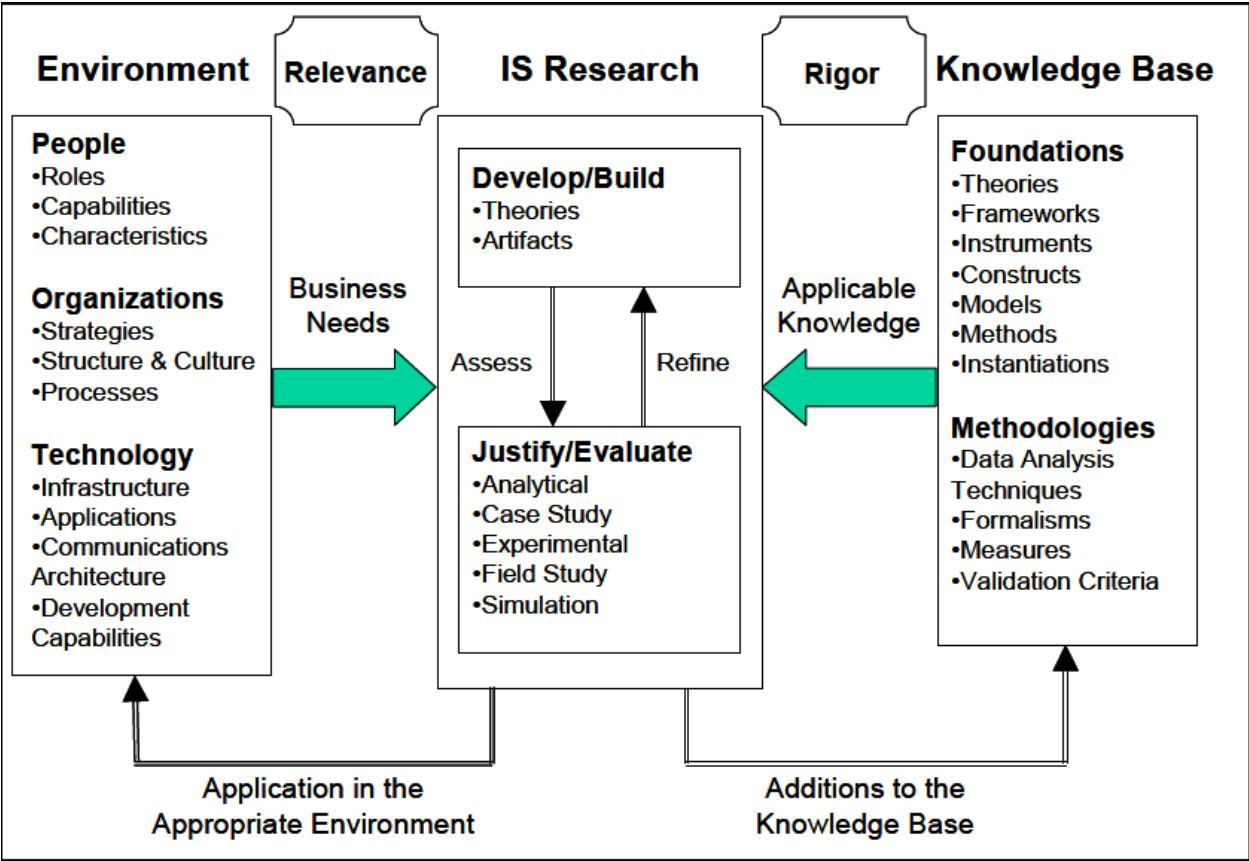 Environment
Relevance
IS Research
Rigor
Knowledge Base
People
•Roles
•Capabilities
•Characteristics
Organizations
•Strategies
•Structure & Culture
•Processes
Technology
•Infrastructure
•Applications
•Communications
Architecture
•Development
Capabilities
Business
Needs
Develop/Build
•Theories
•Artifacts
Assess
Refine
Justify/Evaluate
•Analytical
•Case Study
•Experimental
•Field Study
•Simulation
Applicable
Knowledge
Foundations
•Theories
•Frameworks
•Instruments
•Constructs
•Models
•Methods
•Instantiations
Methodologies
•Data Analysis
Techniques
•Formalisms
•Measures
•Validation Criteria
Application in the
Appropriate Environment
Additions to the
Knowledge Base